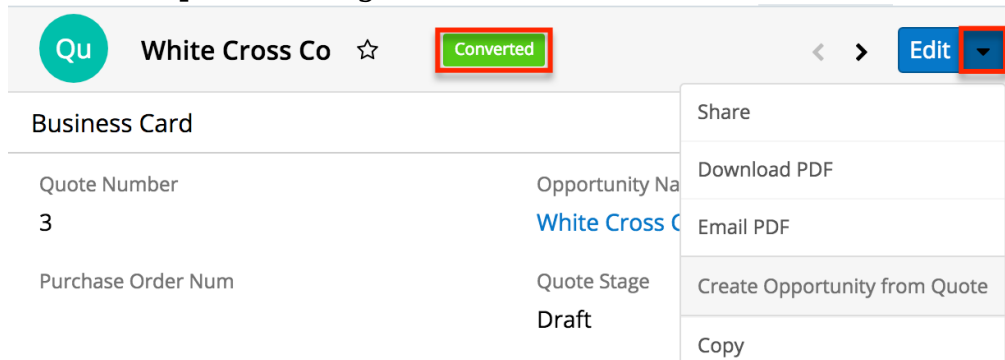 Qu White Cross Co Converted Edit
Business Card
Share
Download PDF
Quote Number
Opportunity Na
3
White Cross C
Email PDF
Purchase Order Num
Quote Stage
Create Opportunity from Quote
Draft
Copy